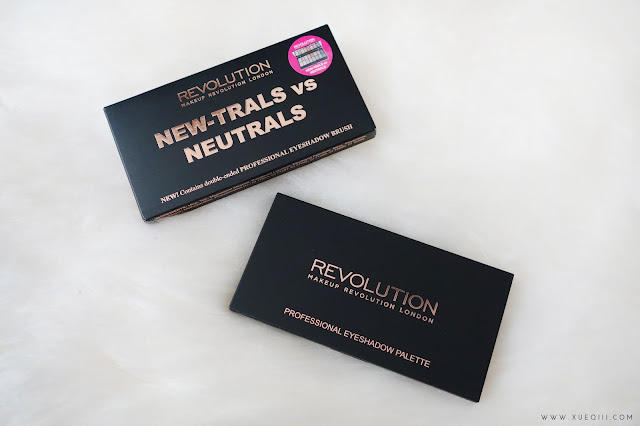 REVOLUTION
MAKEUP REVOLUTION LONDON
NEW-TRALS vs
NEUTRALS
NEW! Contains double-ended PROFESSIONAL EYESHADOW BRUSH
REVOLUTION
MAKEUP REVOLUTION LONDON
PROFESSIONAL EYESHADOW PALETTE
WWW.XUEQIII.COM